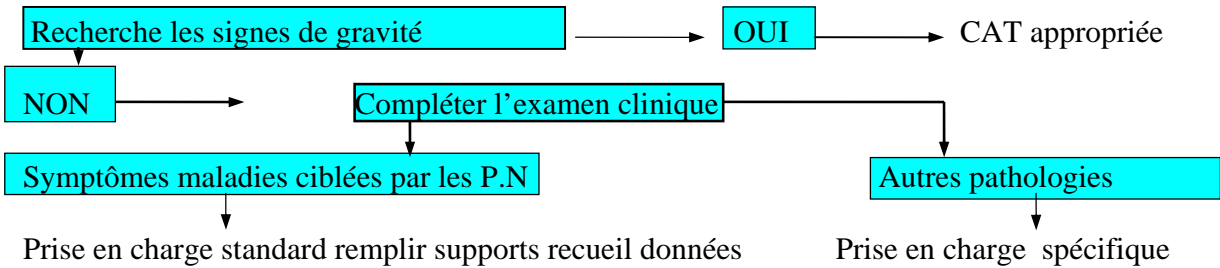 Recherche les signes de gravité OUI CAT appropriée
NON Compléter l’examen clinique
Symptômes maladies ciblées par les P.N Autres pathologies
Prise en charge standard remplir supports recueil données Prise en charge spécifique